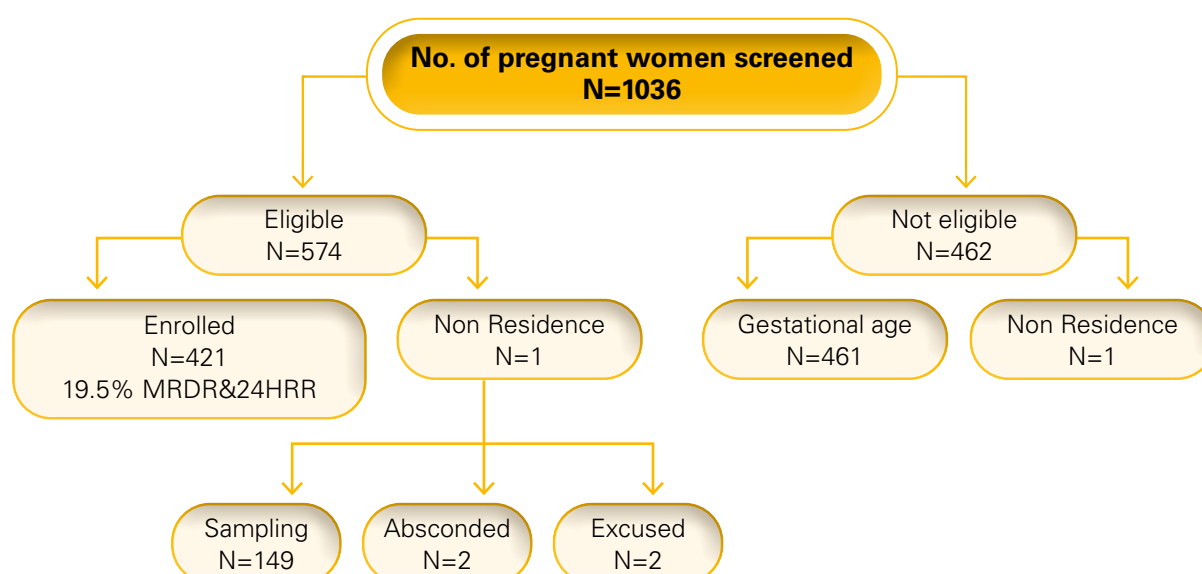 No. of pregnant women screened
N=1036
Eligible
N=574
Not eligible
N=462
Enrolled
N=421
19.5% MRDR&24HRR
Non Residence
N=1
Gestational age
N=461
Non Residence
N=1
Sampling
N=149
Absconded
N=2
Excused
N=2